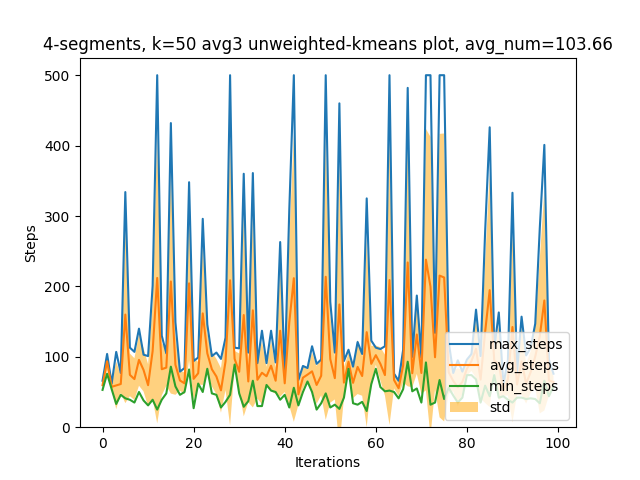 4-segments, k=50 avg3 unweighted-kmeans plot, avg_num=103.66
500
400
300
200
100
0
Steps
0 20 40 60 80 100
Iterations
max_steps
avg_steps
min_steps
std